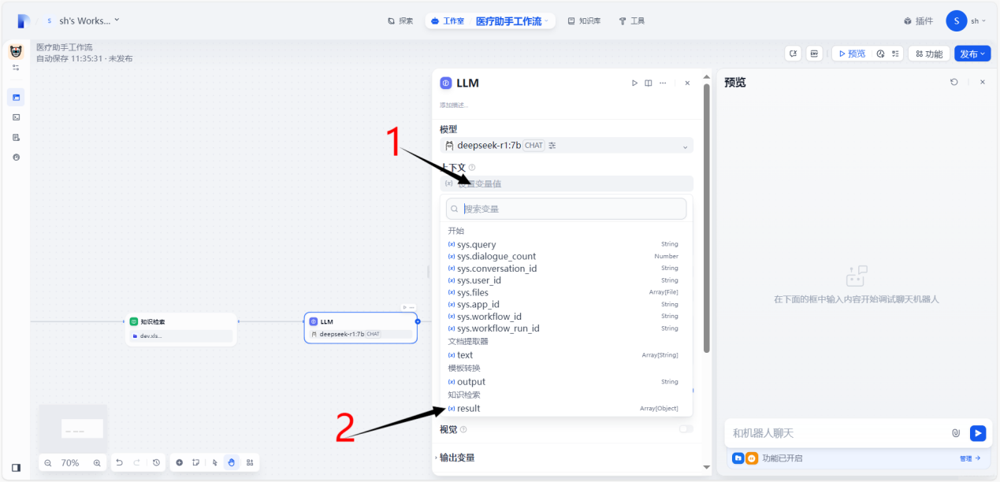 S sh's Works...
探索
工作室 / 医疗助手工作流
知识库
工具
插件
S sh
医疗助手工作流
自动保存 11:35:31 · 未发布
ENV
预览
功能
发布
LLM
添加描述...
模型
deepseek-r1:7b CHAT
1
上下文
{x} 设置变量值
搜索变量
开始
{x} sys.query String
{x} sys.dialogue_count Number
{x} sys.conversation_id String
{x} sys.user_id String
{x} sys.files Array[File]
{x} sys.app_id String
{x} sys.workflow_id String
{x} sys.workflow_run_id String
文档提取器
{x} text Array[String]
模板转换
{x} output String
知识检索
{x} result Array[Object]
2
视觉
输出变量
知识检索
dev.xls...
LLM
deepseek-r1:7b CHAT
70%
预览
在下面的框中输入内容开始调试聊天机器人
和机器人聊天
功能已开启
管理 →